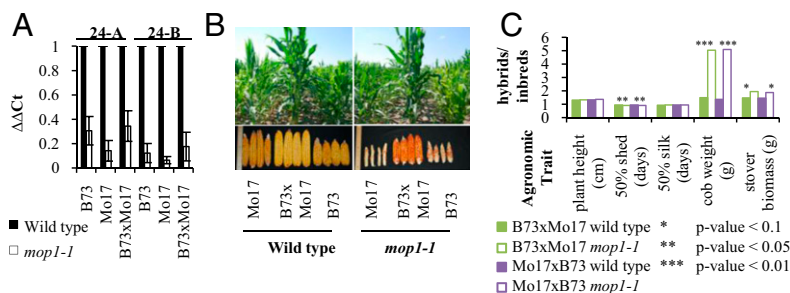 A
24-A 24-B
ΔΔCt
1
0.8
0.6
0.4
0.2
0
B73
Mo17
B73xMo17
B73
Mo17
B73xMo17
Wild type
mop1-1
B
Mo17
B73x
Mo17
B73
Mo17
B73x
Mo17
B73
Wild type
mop1-1
C
hybrids/
inbreds
6
5
4
3
2
1
0
** **
***
***
*
*
Agronomic
Trait
plant height
(cm)
50% shed
(days)
50% silk
(days)
cob weight
(g)
stover
biomass (g)
B73xMo17 wild type * p-value < 0.1
B73xMo17 mop1-1 ** p-value < 0.05
Mo17xB73 wild type *** p-value < 0.01
Mo17xB73 mop1-1